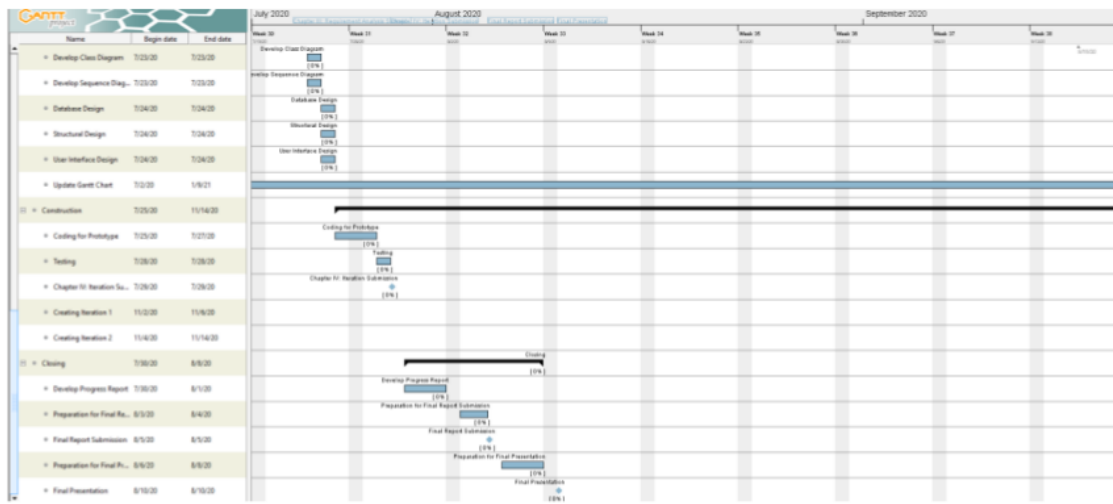 GANTT project
July 2020 August 2020 September 2020
Name Begin date End date
Week 30 Week 31 Week 32 Week 33 Week 34 Week 35 Week 36 Week 37 Week 38
Develop Class Diagram 7/23/20 7/23/20
Develop Class Diagram
[0%]
Develop Sequence Diag... 7/23/20 7/23/20
evelop Sequence Diagram
[0%]
Database Design 7/24/20 7/24/20
Database Design
[0%]
Structural Design 7/24/20 7/24/20
Structural Design
[0%]
User Interface Design 7/24/20 7/24/20
User Interface Design
[0%]
Update Gantt Chart 7/2/20 1/9/21
Construction 7/25/20 11/14/20
Coding for Prototype 7/25/20 7/27/20
Coding for Prototype
[0%]
Testing 7/28/20 7/28/20
Testing
[0%]
Chapter IV: Iteration Su... 7/29/20 7/29/20
Chapter IV: Iteration Submission
[0%]
Creating Iteration 1 11/2/20 11/6/20
Creating Iteration 2 11/4/20 11/14/20
Closing 7/30/20 8/8/20
Closing
[0%]
Develop Progress Report 7/30/20 8/1/20
Develop Progress Report
[0%]
Preparation for Final Re... 8/3/20 8/4/20
Preparation for Final Report Submission
[0%]
Final Report Submission 8/5/20 8/5/20
Final Report Submission
[0%]
Preparation for Final Pr... 8/6/20 8/8/20
Preparation for Final Presentation
[0%]
Final Presentation 8/10/20 8/10/20
Final Presentation
[0%]